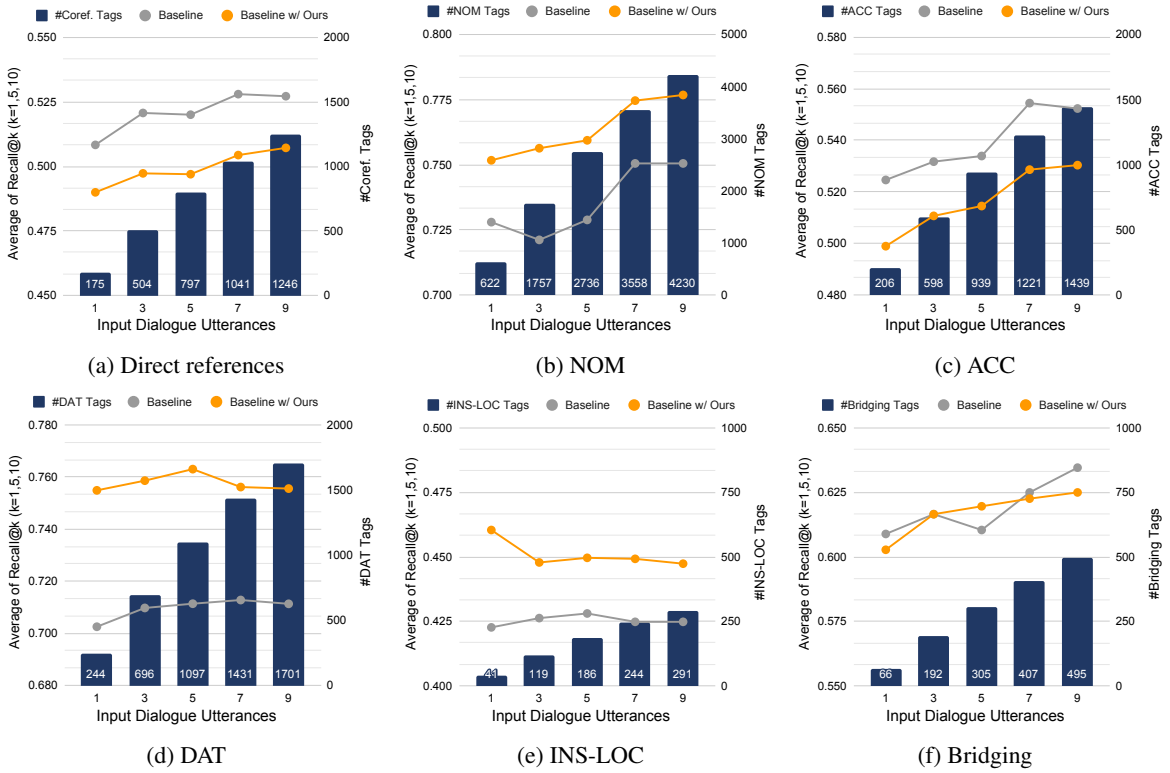 #Coref. Tags Baseline Baseline w/ Ours
0.550 2000
0.525 1500
0.500 1000
0.475 500
0.450 0
Average of Recall@k (k=1,5,10)
#Coref. Tags
175 504 797 1041 1246
1 3 5 7 9
Input Dialogue Utterances
(a) Direct references
#NOM Tags Baseline Baseline w/ Ours
0.800 5000
4000
0.775
3000
0.750
2000
0.725
1000
0.700 0
Average of Recall@k (k=1,5,10)
#NOM Tags
622 1757 2736 3558 4230
1 3 5 7 9
Input Dialogue Utterances
(b) NOM
#ACC Tags Baseline Baseline w/ Ours
0.580 2000
0.560
1500
0.540
1000
0.520
0.500
500
0.480 0
Average of Recall@k (k=1,5,10)
#ACC Tags
206 598 939 1221 1439
1 3 5 7 9
Input Dialogue Utterances
(c) ACC
#DAT Tags Baseline Baseline w/ Ours
0.780 2000
0.760
1500
0.740
1000
0.720
0.700
500
0.680 0
Average of Recall@k (k=1,5,10)
#DAT Tags
244 696 1097 1431 1701
1 3 5 7 9
Input Dialogue Utterances
(d) DAT
#INS-LOC Tags Baseline Baseline w/ Ours
0.500 1000
0.475 750
0.450 500
0.425 250
0.400 0
Average of Recall@k (k=1,5,10)
#INS-LOC Tags
41 119 186 244 291
1 3 5 7 9
Input Dialogue Utterances
(e) INS-LOC
#Bridging Tags Baseline Baseline w/ Ours
0.650 1000
0.625 750
0.600 500
0.575 250
0.550 0
Average of Recall@k (k=1,5,10)
#Bridging Tags
66 192 305 407 495
1 3 5 7 9
Input Dialogue Utterances
(f) Bridging